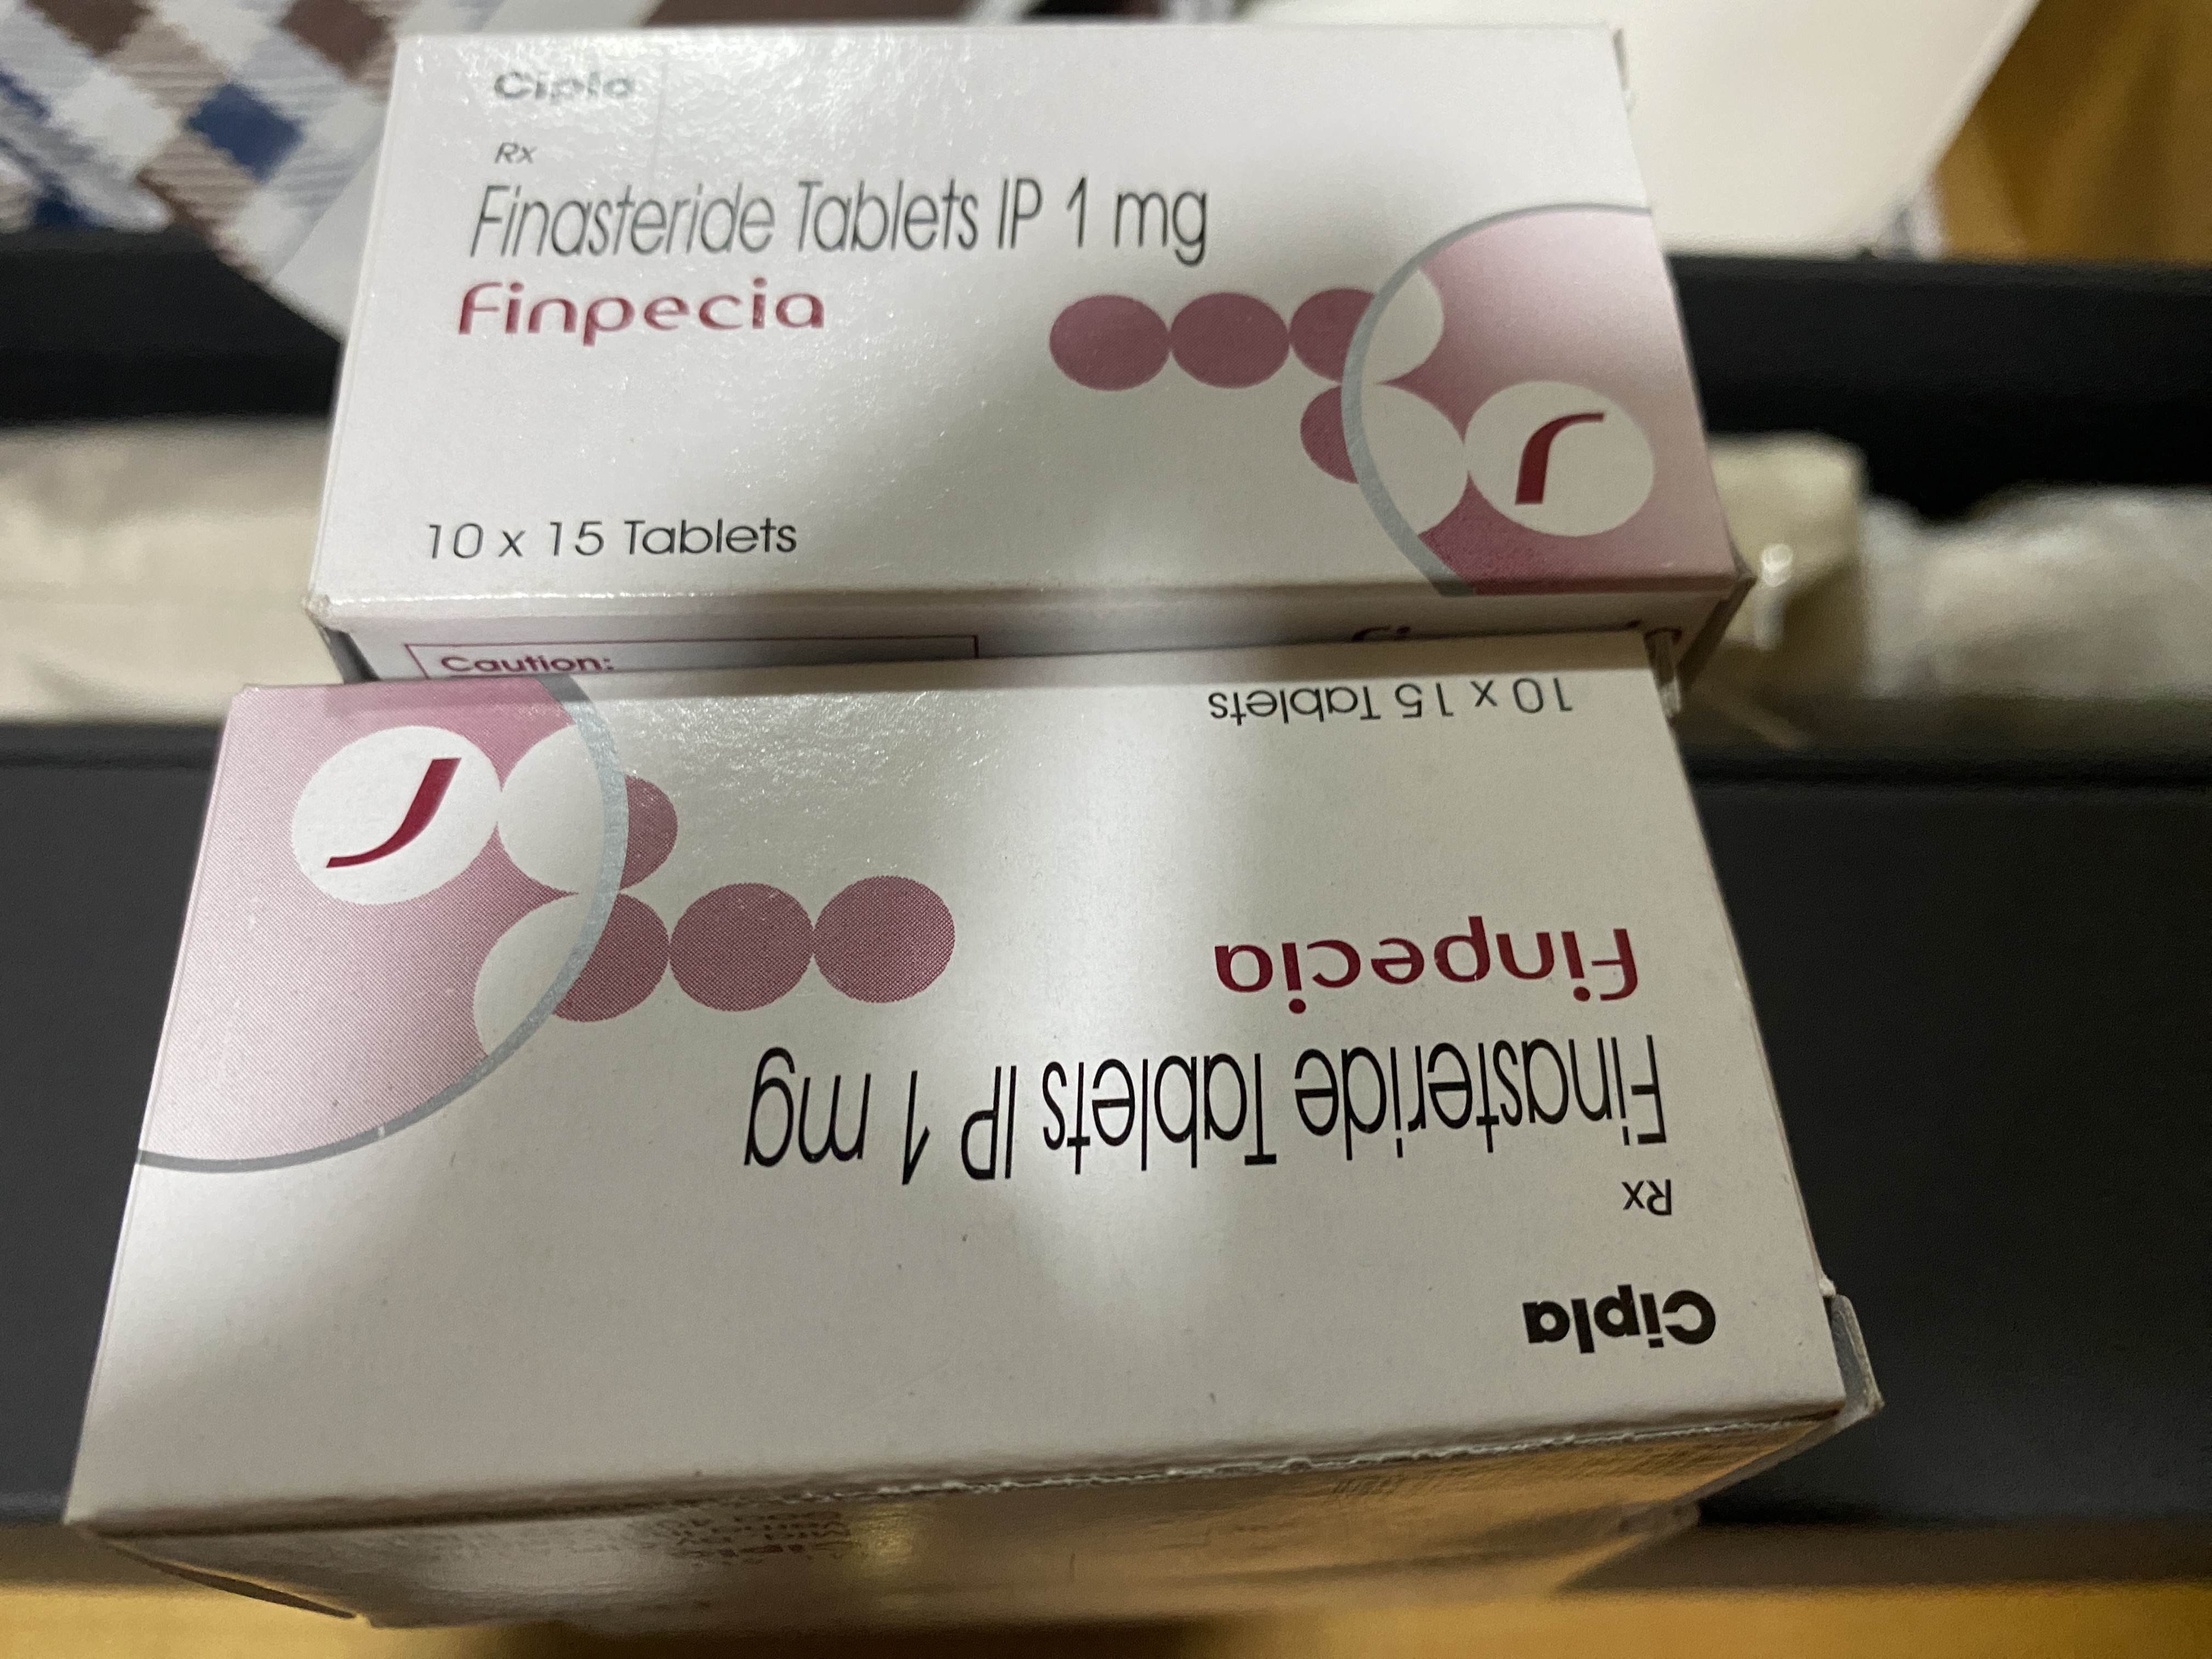 Cipla
Rx
Finasteride Tablets IP 1 mg
Finpecia
10 x 15 Tablets
Caution:
10 x 15 Tablets
Finpecia
Finasteride Tablets IP 1 mg
Rx
Cipla